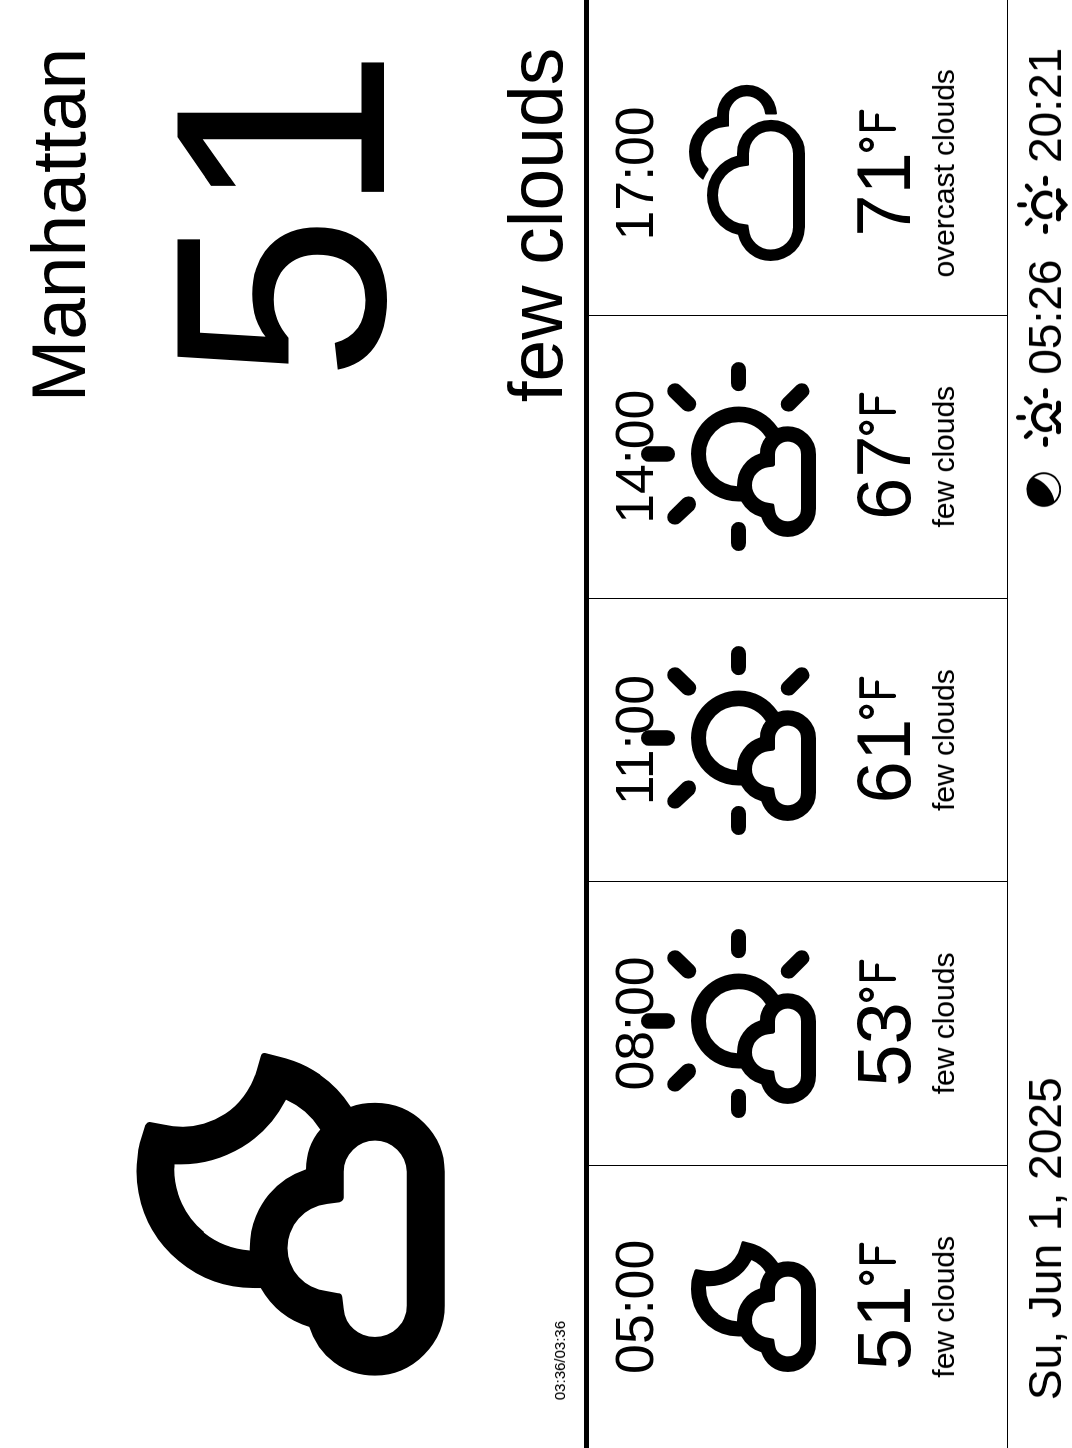 Manhattan
51
few clouds
03:36/03:36
05:00
51°F
few clouds
08:00
53°F
few clouds
11:00
61°F
few clouds
14:00
67°F
few clouds
17:00
71°F
overcast clouds
Su, Jun 1, 2025
05:26 20:21